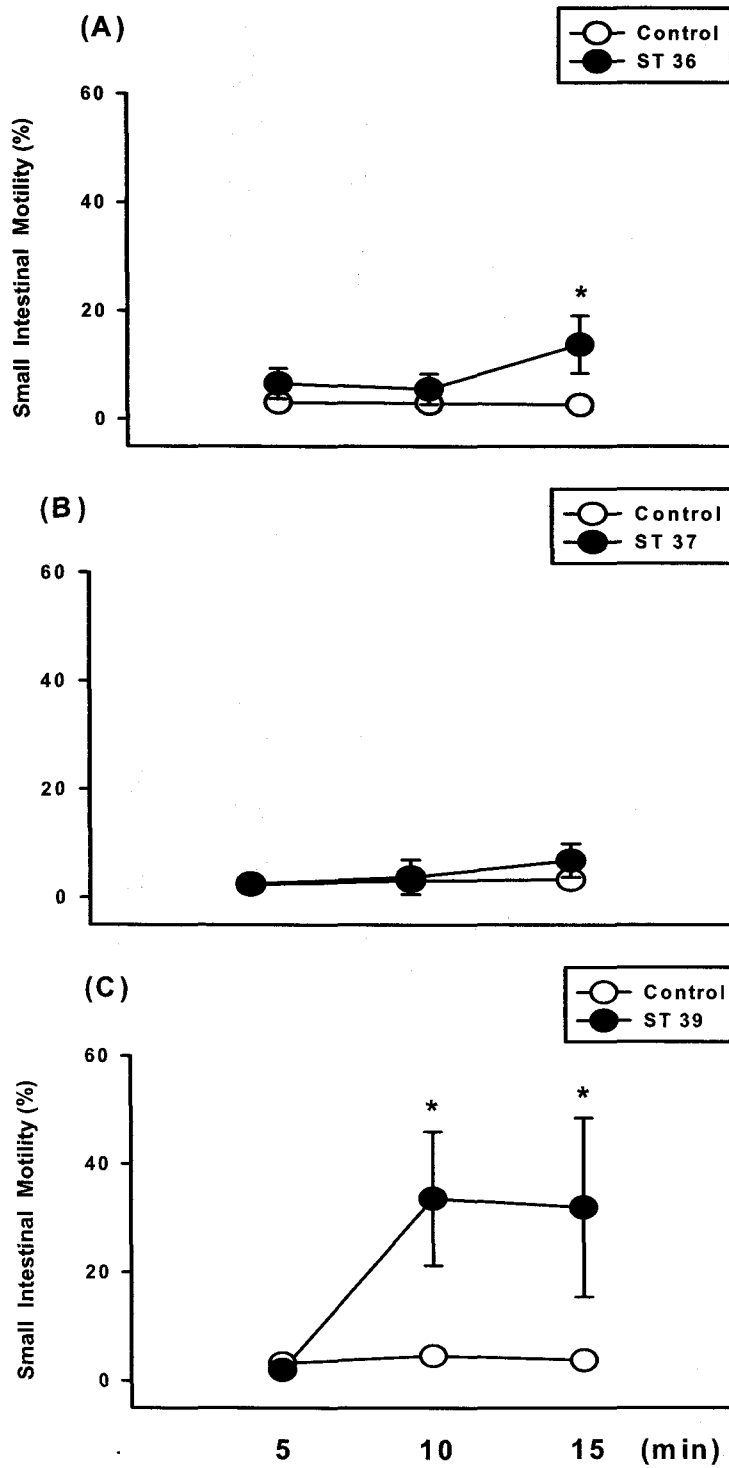 (A)
Control
ST 36
60
40
20
0
Small Intestinal Motility (%)
*
(B)
Control
ST 37
60
40
20
0
(C)
Control
ST 39
60
40
20
0
Small Intestinal Motility (%)
*
*
5 10 15 (min)